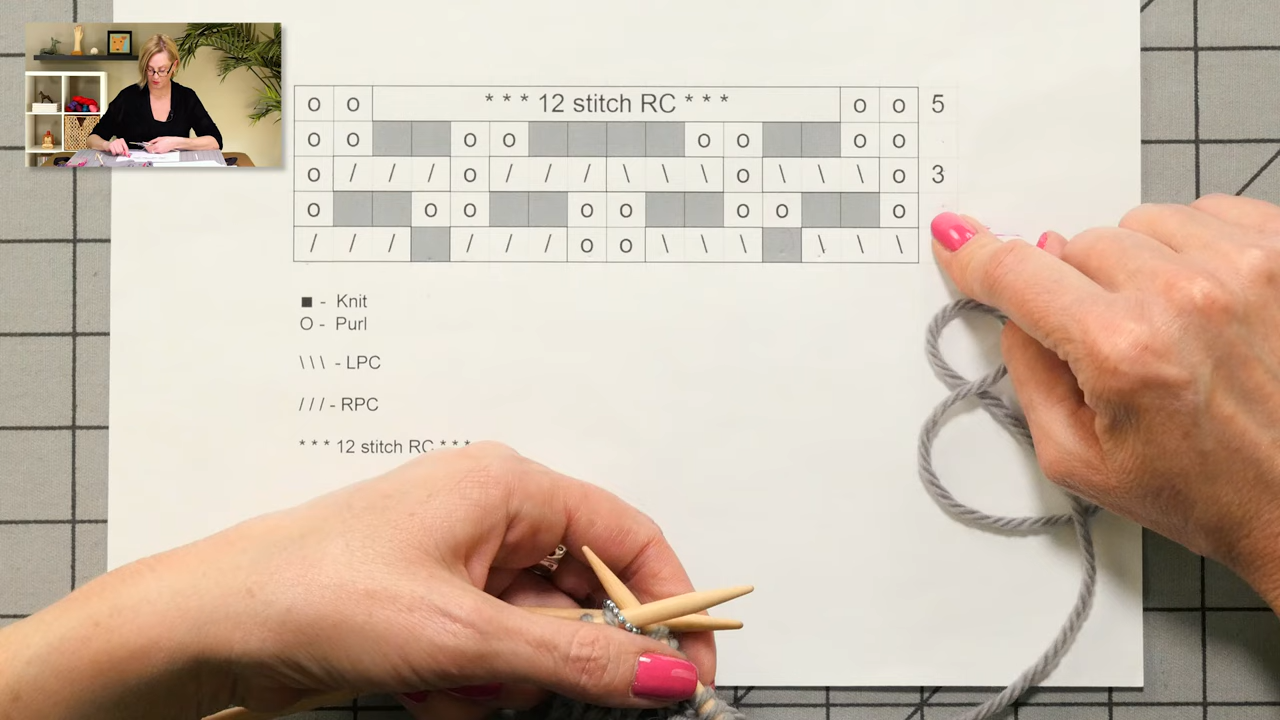 o o * * * 12 stitch RC * * * o o 5
o o o o o o o o
o / / / o / / / \ \ \ o \ \ \ o 3
o o o o o o o o
/ / / / / / o o \ \ \ \ \ \
■ - Knit
O - Purl
\ \ \ - LPC
/ / / - RPC
* * * 12 stitch RC * * *